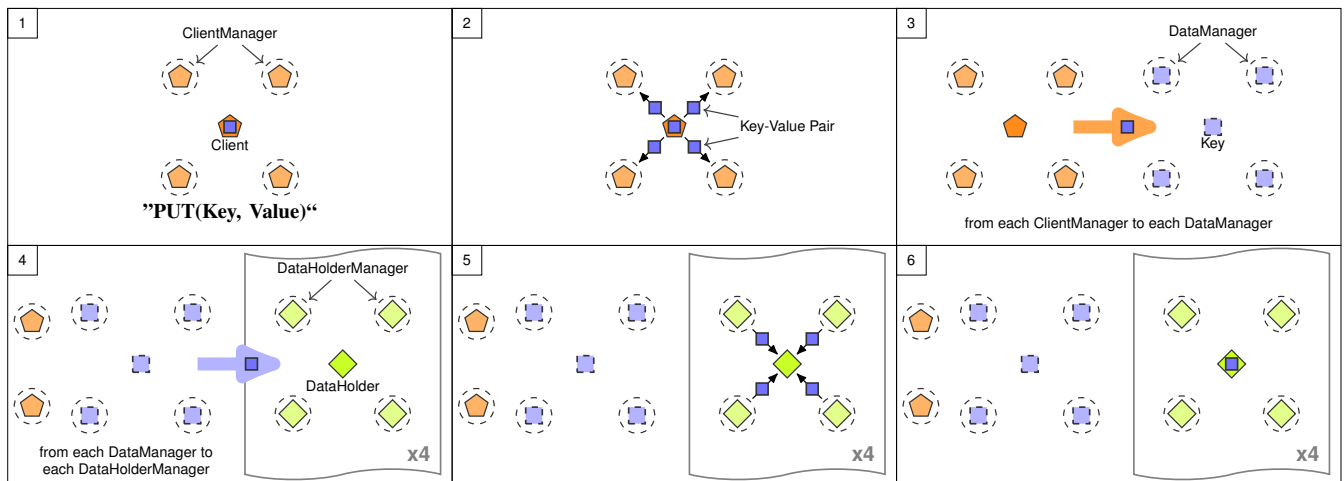 1
ClientManager
Client
”PUT(Key, Value)“
2
Key-Value Pair
3
DataManager
Key
from each ClientManager to each DataManager
4
DataHolderManager
DataHolder
from each DataManager to
each DataHolderManager
x4
5
x4
6
x4